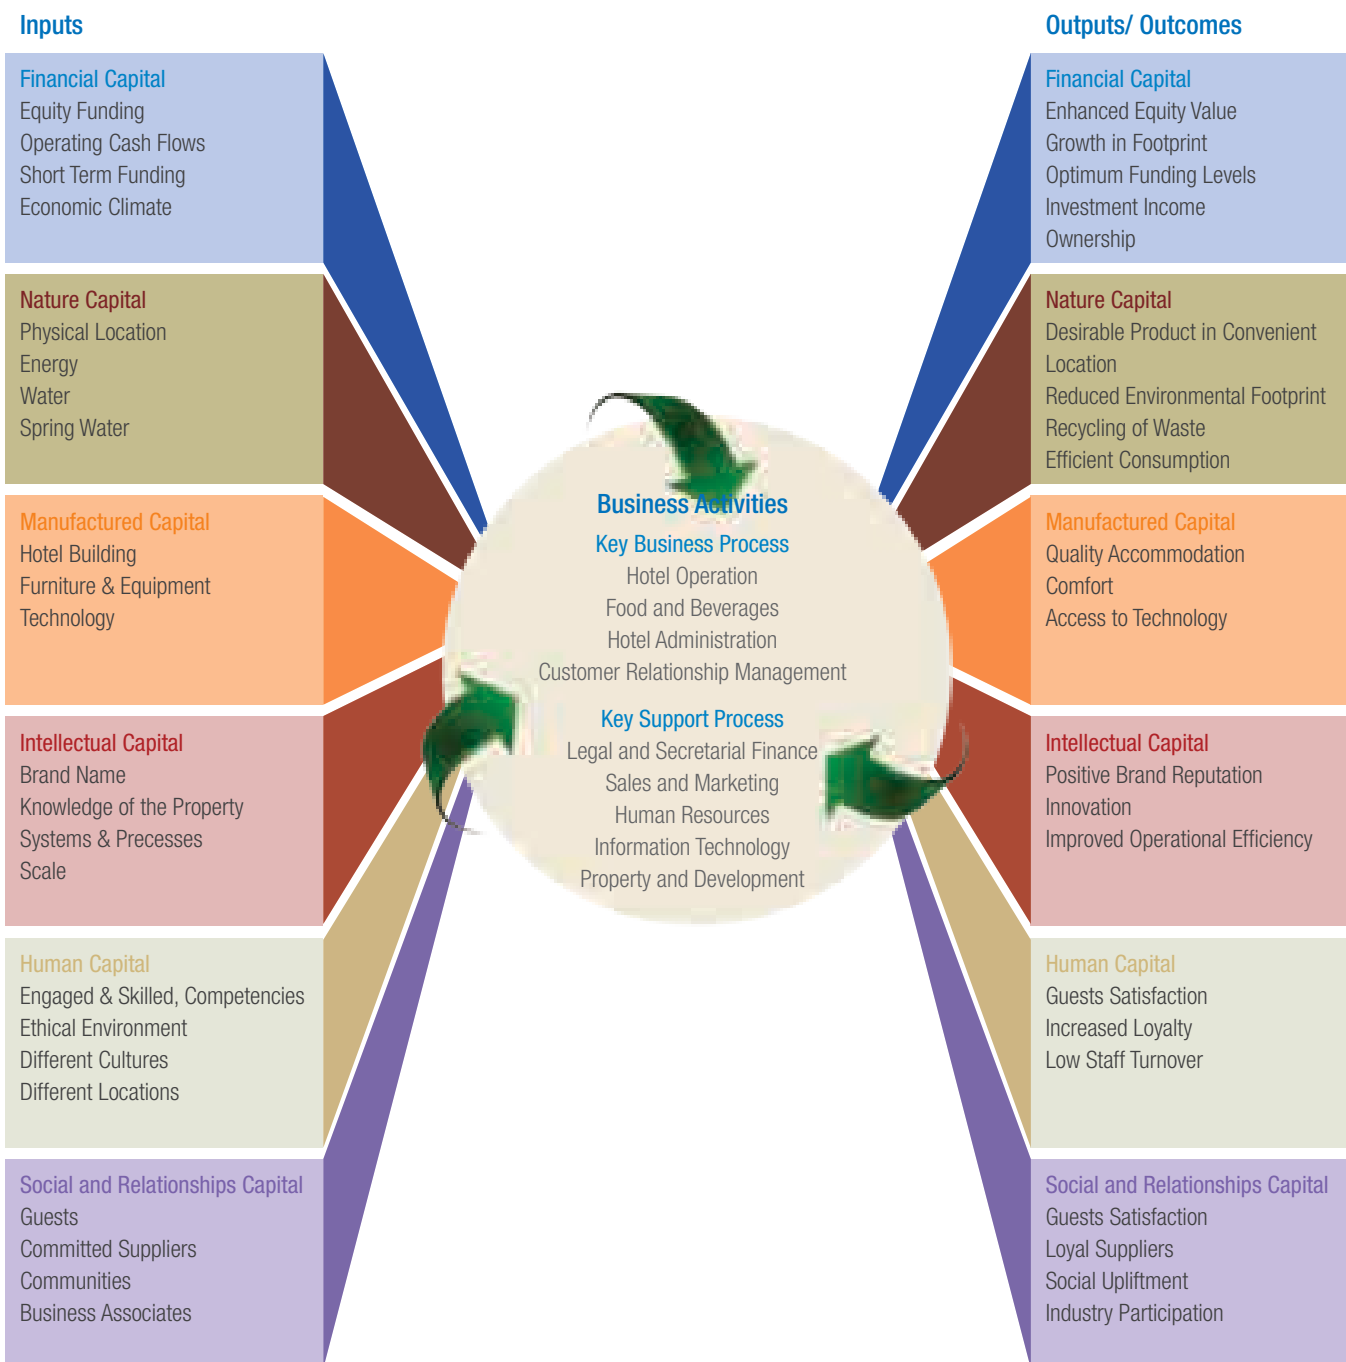 Inputs
Financial Capital
Equity Funding
Operating Cash Flows
Short Term Funding
Economic Climate
Nature Capital
Physical Location
Energy
Water
Spring Water
Manufactured Capital
Hotel Building
Furniture & Equipment
Technology
Intellectual Capital
Brand Name
Knowledge of the Property
Systems & Precesses
Scale
Human Capital
Engaged & Skilled, Competencies
Ethical Environment
Different Cultures
Different Locations
Social and Relationships Capital
Guests
Committed Suppliers
Communities
Business Associates
Business Activities
Key Business Process
Hotel Operation
Food and Beverages
Hotel Administration
Customer Relationship Management
Key Support Process
Legal and Secretarial Finance
Sales and Marketing
Human Resources
Information Technology
Property and Development
Outputs/ Outcomes
Financial Capital
Enhanced Equity Value
Growth in Footprint
Optimum Funding Levels
Investment Income
Ownership
Nature Capital
Desirable Product in Convenient
Location
Reduced Environmental Footprint
Recycling of Waste
Efficient Consumption
Manufactured Capital
Quality Accommodation
Comfort
Access to Technology
Intellectual Capital
Positive Brand Reputation
Innovation
Improved Operational Efficiency
Human Capital
Guests Satisfaction
Increased Loyalty
Low Staff Turnover
Social and Relationships Capital
Guests Satisfaction
Loyal Suppliers
Social Upliftment
Industry Participation